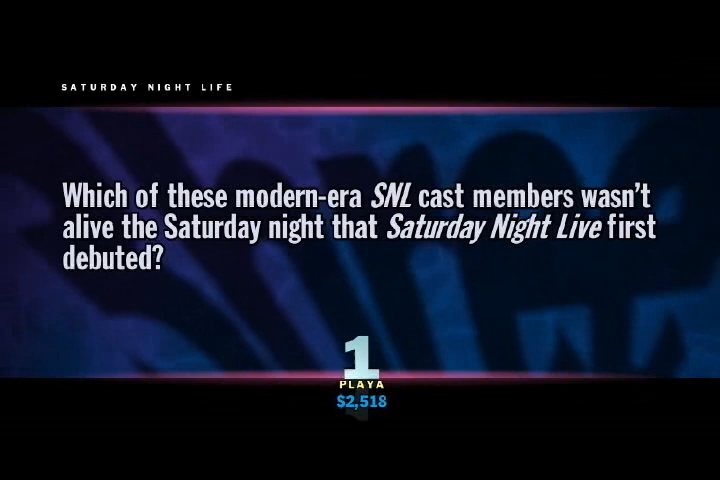 SATURDAY NIGHT LIFE
Which of these modern-era SNL cast members wasn't
alive the Saturday night that Saturday Night Live first
debuted?
1
PLAYA
$2,518